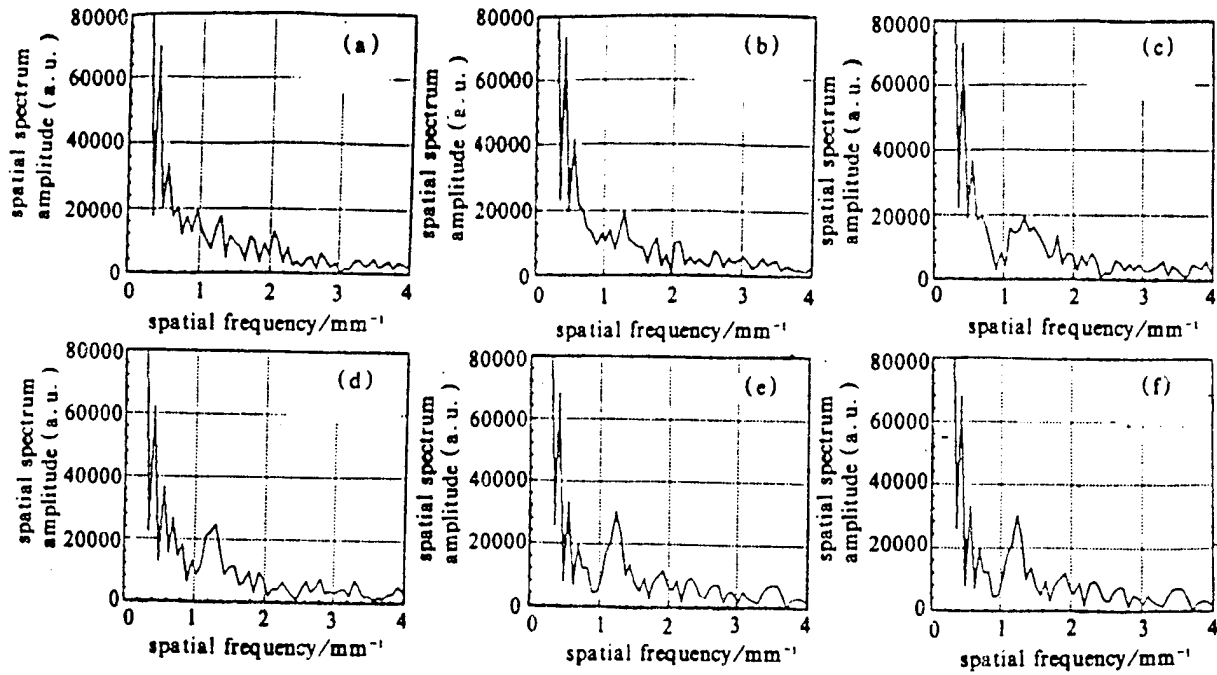 (a)
80000
60000
40000
20000
0
0 1 2 3 4
spatial spectrum
amplitude (a.u.)
spatial frequency/mm⁻¹
(b)
80000
60000
40000
20000
0
0 1 2 3 4
spatial spectrum
amplitude (a.u.)
spatial frequency/mm⁻¹
(c)
80000
60000
40000
20000
0
0 1 2 3 4
spatial spectrum
amplitude (a.u.)
spatial frequency/mm⁻¹
(d)
80000
60000
40000
20000
0
0 1 2 3 4
spatial spectrum
amplitude (a.u.)
spatial frequency/mm⁻¹
(e)
80000
60000
40000
20000
0
0 1 2 3 4
spatial spectrum
amplitude (a.u.)
spatial frequency/mm⁻¹
(f)
80000
60000
40000
20000
0
0 1 2 3 4
spatial spectrum
amplitude (a.u.)
spatial frequency/mm⁻¹